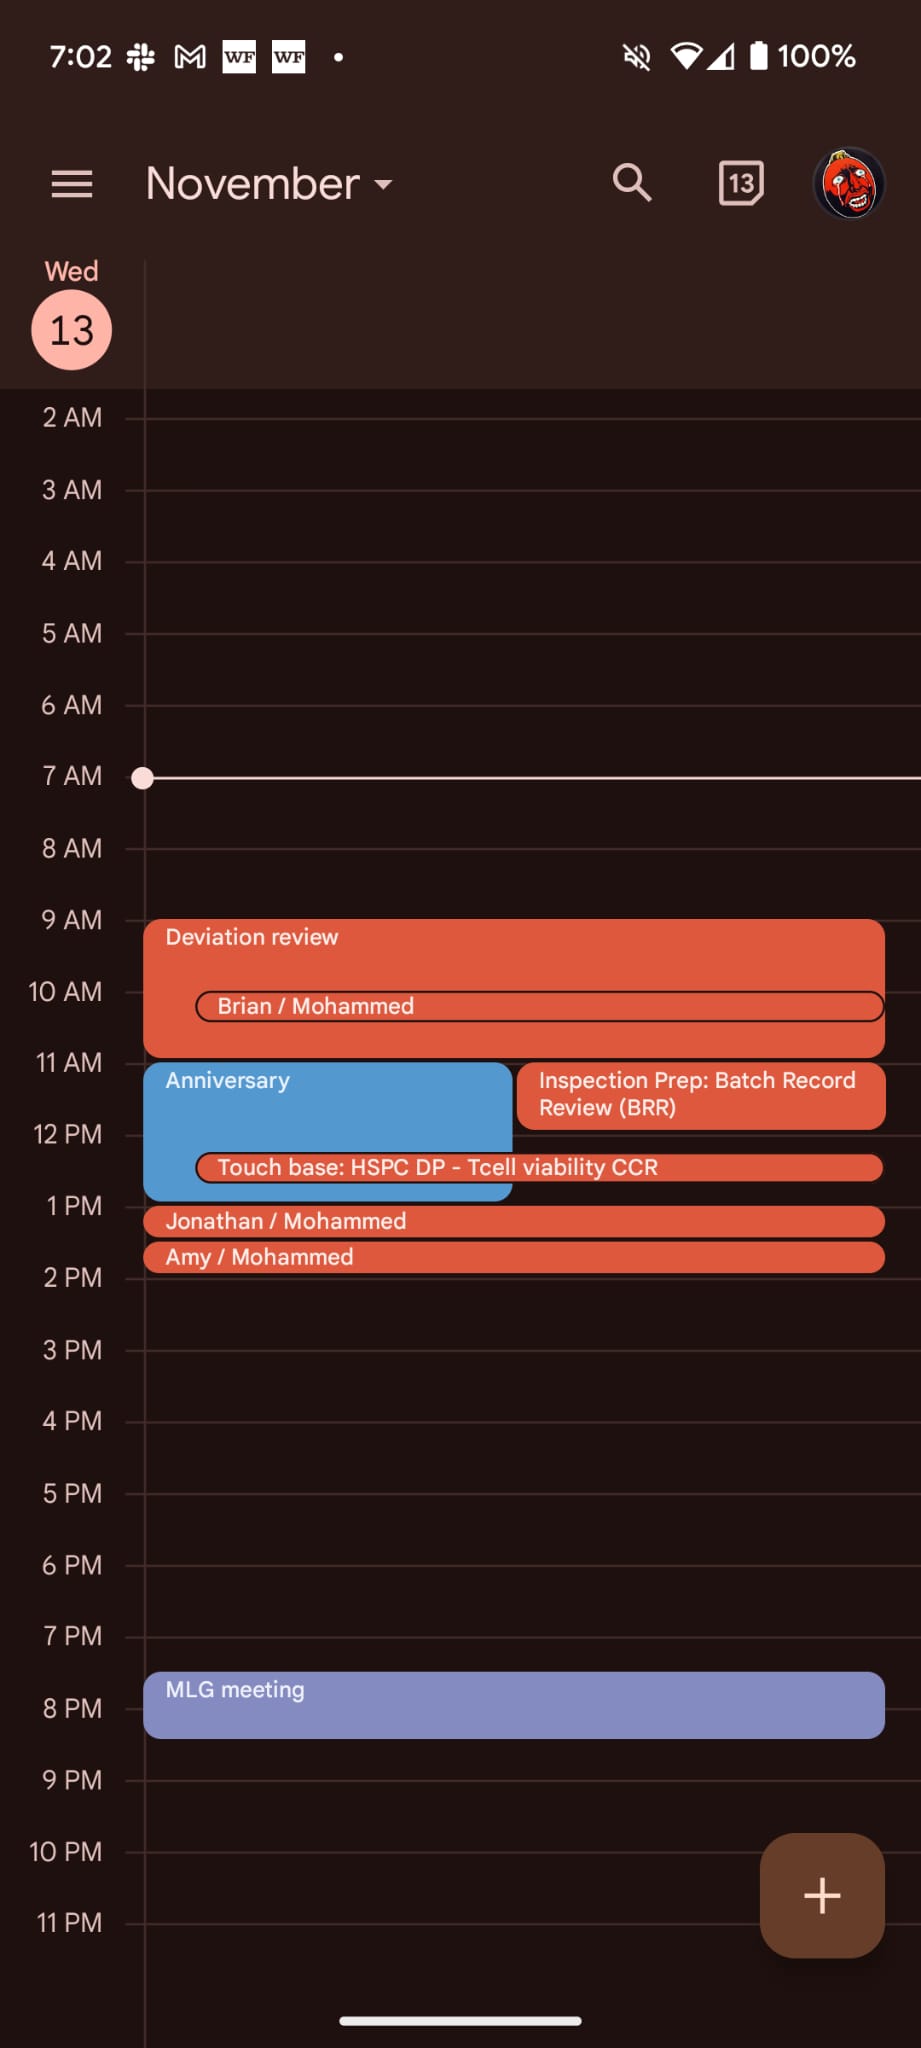 7:02 WF WF 100%
November 13
Wed
13
2 AM
3 AM
4 AM
5 AM
6 AM
7 AM
8 AM
9 AM
Deviation review
10 AM
Brian / Mohammed
11 AM
Anniversary
Inspection Prep: Batch Record
Review (BRR)
12 PM
Touch base: HSPC DP - Tcell viability CCR
1 PM
Jonathan / Mohammed
Amy / Mohammed
2 PM
3 PM
4 PM
5 PM
6 PM
7 PM
MLG meeting
8 PM
9 PM
10 PM
11 PM